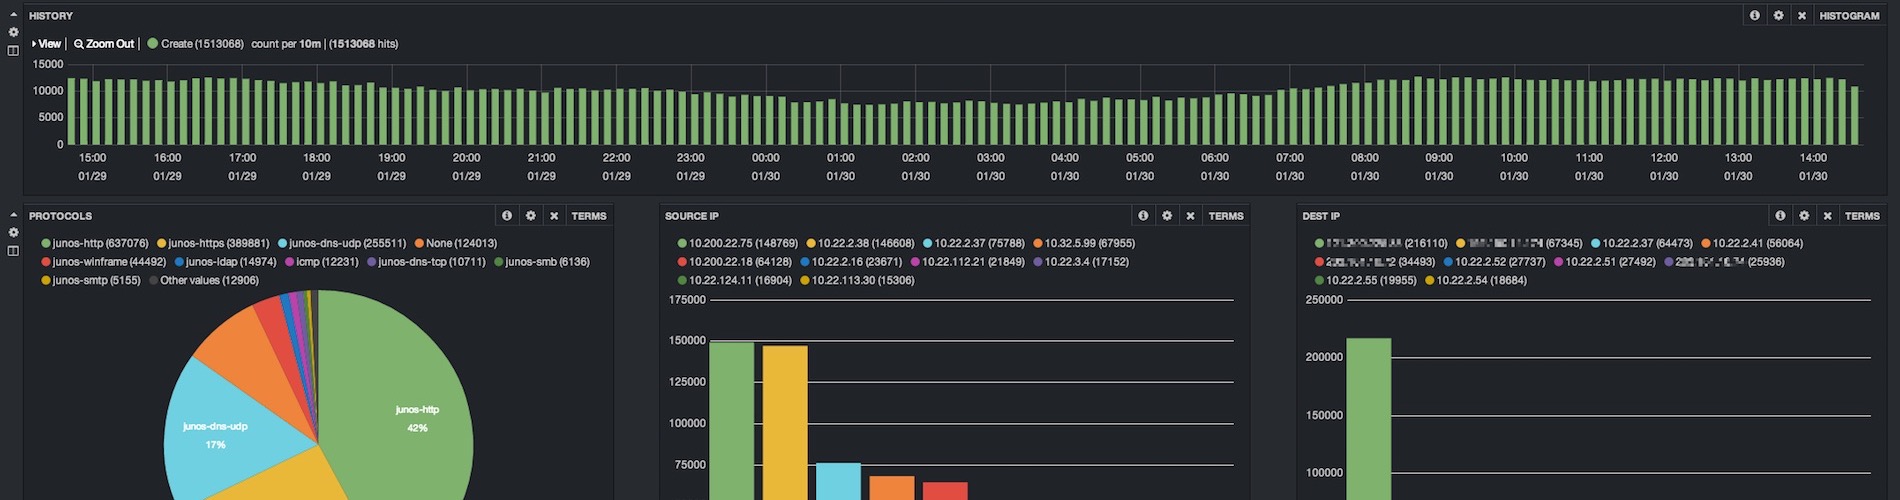 HISTORY HISTOGRAM
View | Zoom Out | Create (1513068) count per 10m | (1513068 hits)
15000
10000
5000
0
15:00 16:00 17:00 18:00 19:00 20:00 21:00 22:00 23:00 00:00 01:00 02:00 03:00 04:00 05:00 06:00 07:00 08:00 09:00 10:00 11:00 12:00 13:00 14:00
01/29 01/29 01/29 01/29 01/29 01/29 01/29 01/29 01/29 01/30 01/30 01/30 01/30 01/30 01/30 01/30 01/30 01/30 01/30 01/30 01/30 01/30 01/30 01/30
PROTOCOLS TERMS
junos-http (637076) junos-https (389881) junos-dns-udp (255511) None (124013)
junos-winframe (44492) junos-ldap (14974) icmp (12231) junos-dns-tcp (10711) junos-smb (6136)
junos-smtp (5155) Other values (12906)
junos-http
42%
junos-dns-udp
17%
SOURCE IP TERMS
10.200.22.75 (148769) 10.22.2.38 (146608) 10.22.2.37 (75788) 10.32.5.99 (67955)
10.200.22.18 (64128) 10.22.2.16 (23671) 10.22.112.21 (21849) 10.22.3.4 (17152)
10.22.124.11 (16904) 10.22.113.30 (15306)
175000
150000
125000
100000
75000
DEST IP TERMS
(216110) (67345) 10.22.2.37 (64473) 10.22.2.41 (56064)
(34493) 10.22.2.52 (27737) 10.22.2.51 (27492) (25936)
10.22.2.55 (19955) 10.22.2.54 (18684)
250000
200000
150000
100000